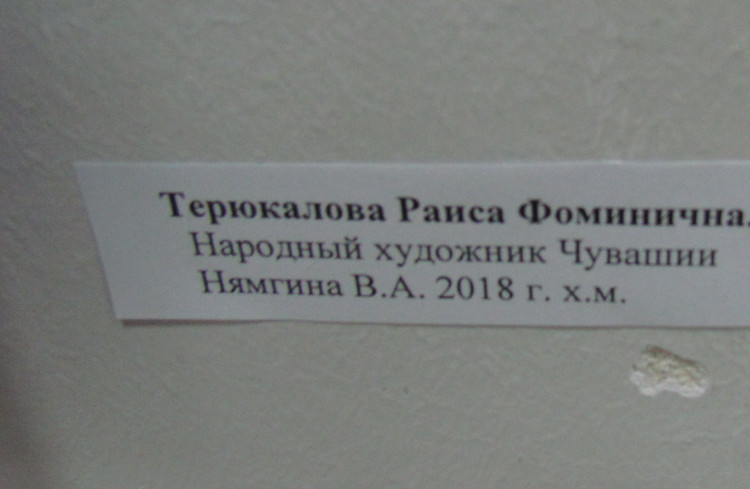 Терюкалова Раиса Фоминична.
Народный художник Чувашии
Нямгина В.А. 2018 г. х.м.